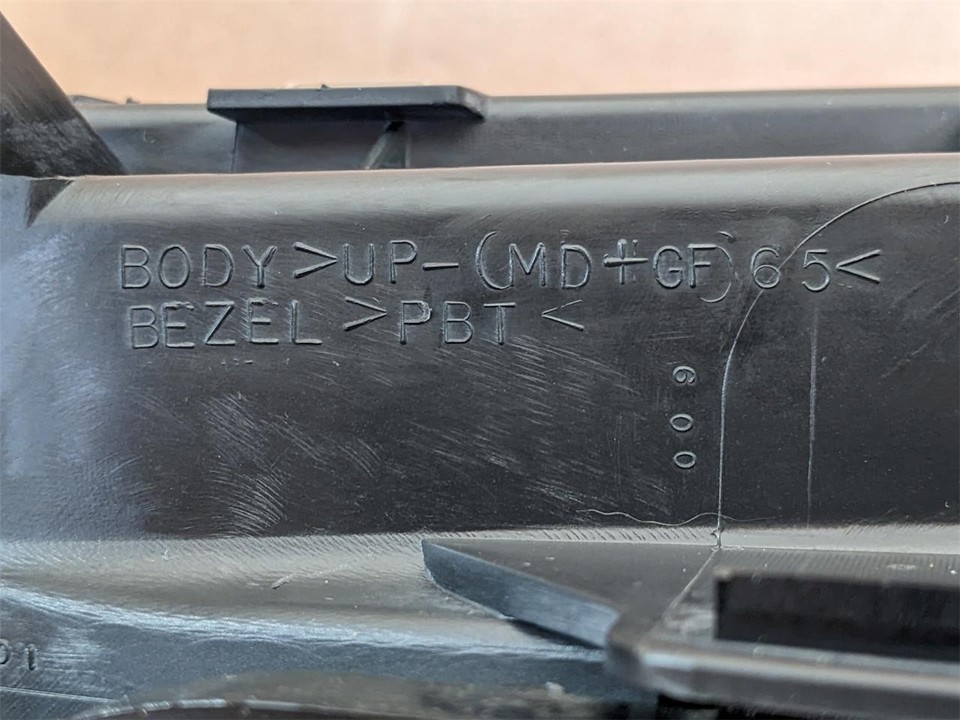 BODY >UP-(MD+GF)65<
BEZEL >PBT<
600